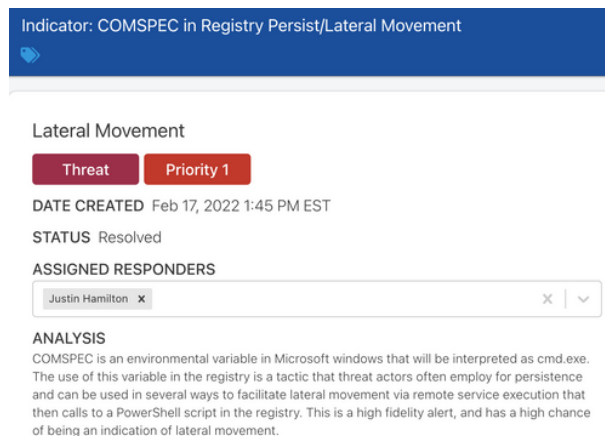 Indicator: COMSPEC in Registry Persist/Lateral Movement
Lateral Movement
Threat Priority 1
DATE CREATED Feb 17, 2022 1:45 PM EST
STATUS Resolved
ASSIGNED RESPONDERS
Justin Hamilton x X
ANALYSIS
COMSPEC is an environmental variable in Microsoft windows that will be interpreted as cmd.exe.
The use of this variable in the registry is a tactic that threat actors often employ for persistence
and can be used in several ways to facilitate lateral movement via remote service execution that
then calls to a PowerShell script in the registry. This is a high fidelity alert, and has a high chance
of being an indication of lateral movement.